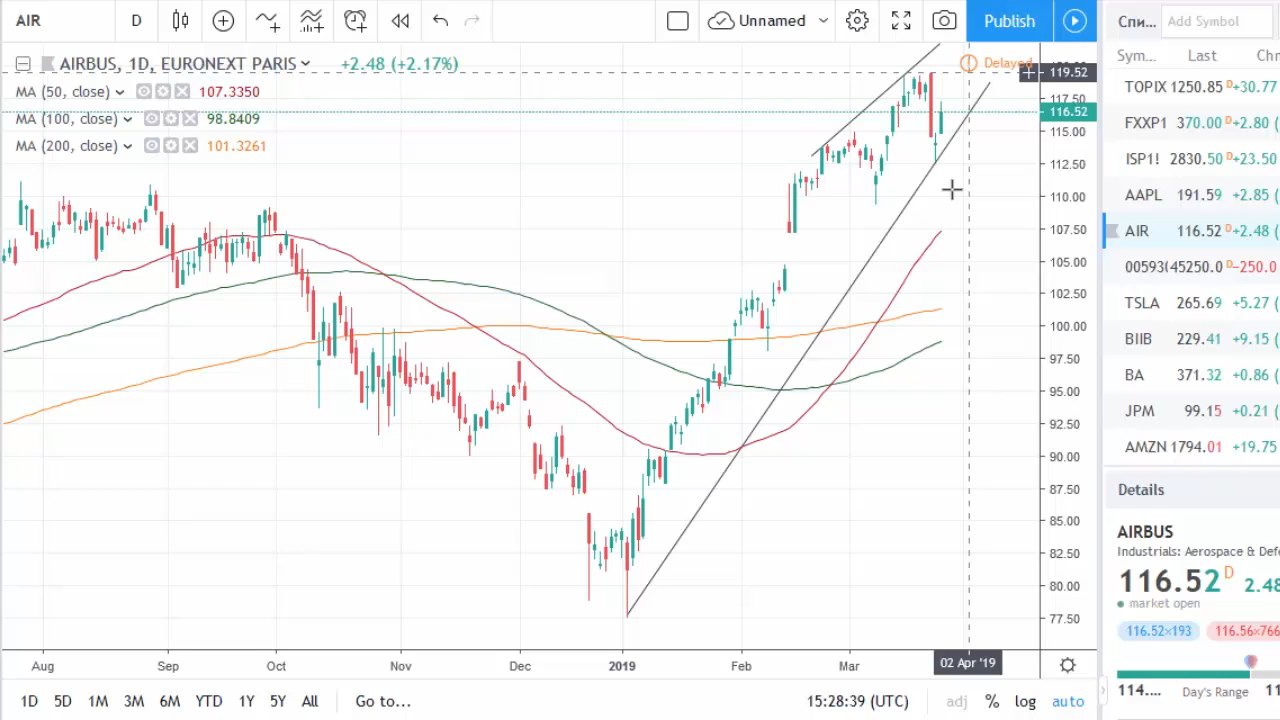 AIR
D
Unnamed
Publish
Спи...
Add Symbol
AIRBUS, 1D, EURONEXT PARIS
+2.48 (+2.17%)
Delayed
MA (50, close)
107.3350
MA (100, close)
98.8409
MA (200, close)
101.3261
119.52
117.50
116.52
115.00
112.50
110.00
107.50
105.00
102.50
100.00
97.50
95.00
92.50
90.00
87.50
85.00
82.50
80.00
77.50
Aug
Sep
Oct
Nov
Dec
2019
Feb
Mar
02 Apr '19
1D 5D 1M 3M 6M YTD 1Y 5Y All
Go to...
15:28:39 (UTC)
adj % log auto
Sym... Last
TOPIX 1250.85 D +30.77
FXXP1 370.00 D +2.80
ISP1! 2830.50 D +23.50
AAPL 191.59 +2.85
AIR 116.52 D +2.48
45250.0 D −250.0
TSLA 265.69 +5.27
BIIB 229.41 +9.15
BA 371.32 +0.86
JPM 99.15 +0.21
AMZN 1794.01 +19.75
Details
AIRBUS
Industrials: Aerospace & Defe
116.52 D 2.48
market open
116.52×193
116.56×766
114....
Day's Range